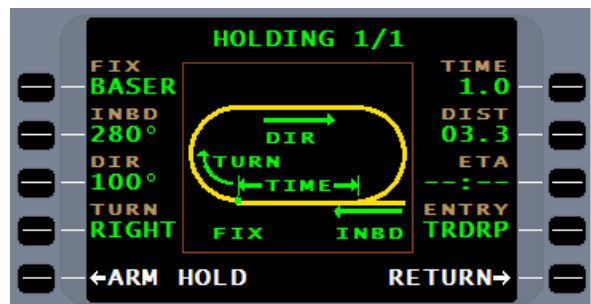 HOLDING 1/1
FIX
BASER
INBD
280°
DIR
100°
TURN
RIGHT
TIME
1.0
DIST
03.3
ETA
--:--
ENTRY
TRDRP
DIR
TURN
TIME
FIX INBD
←ARM HOLD RETURN→